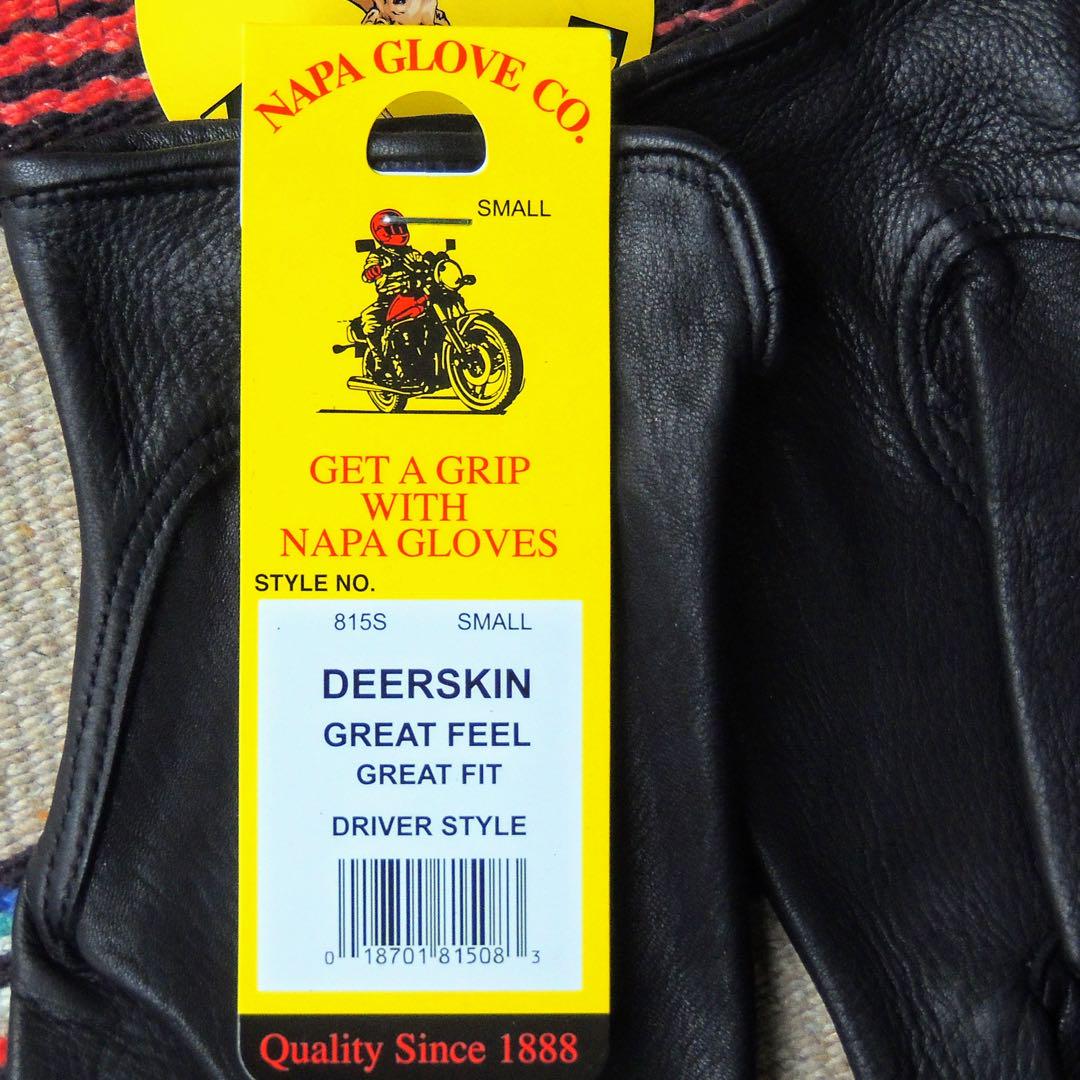 NAPA GLOVE CO.
SMALL
GET A GRIP
WITH
NAPA GLOVES
STYLE NO.
815S SMALL
DEERSKIN
GREAT FEEL
GREAT FIT
DRIVER STYLE
0 18701 81508 3
Quality Since 1888